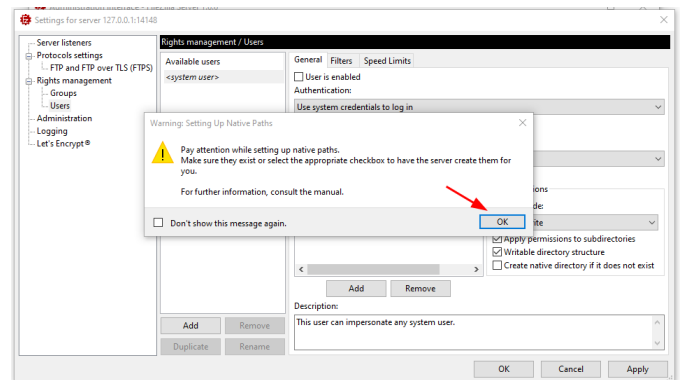 Settings for server 127.0.0.1:14148
Server listeners
Protocols settings
FTP and FTP over TLS (FTPS)
Rights management
Groups
Users
Administration
Logging
Let's Encrypt®
Rights management / Users
Available users
<system user>
Add
Remove
Duplicate
Rename
General
Filters
Speed Limits
User is enabled
Authentication:
Use system credentials to log in
Warning: Setting Up Native Paths
Pay attention while setting up native paths.
Make sure they exist or select the appropriate checkbox to have the server create them for
you.
For further information, consult the manual.
Don't show this message again.
OK
Apply permissions to subdirectories
Writable directory structure
Create native directory if it does not exist
Add
Remove
Description:
This user can impersonate any system user.
OK
Cancel
Apply